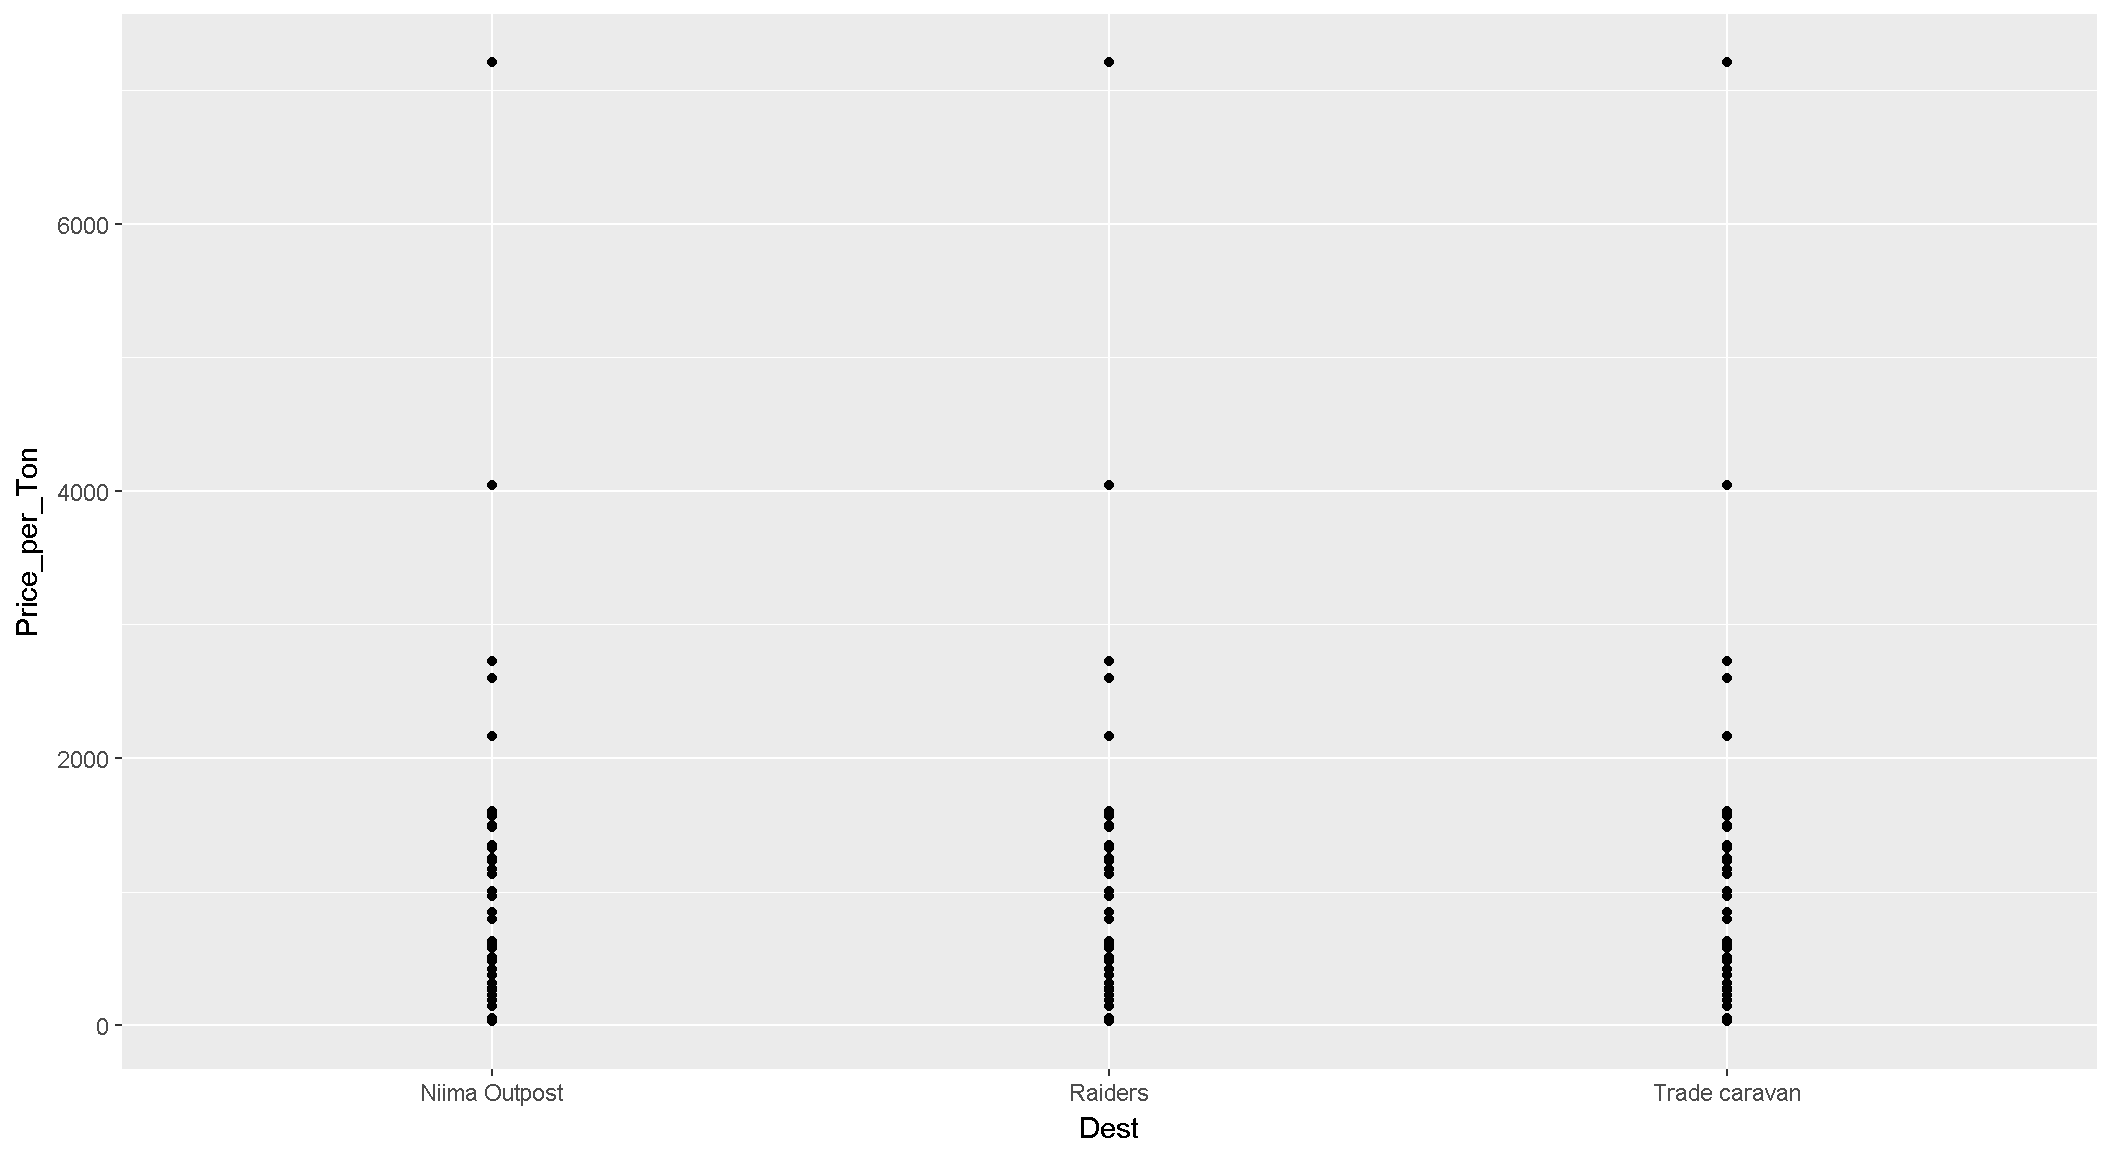 6000
4000
2000
0
Price_per_Ton
Niima Outpost
Raiders
Trade caravan
Dest